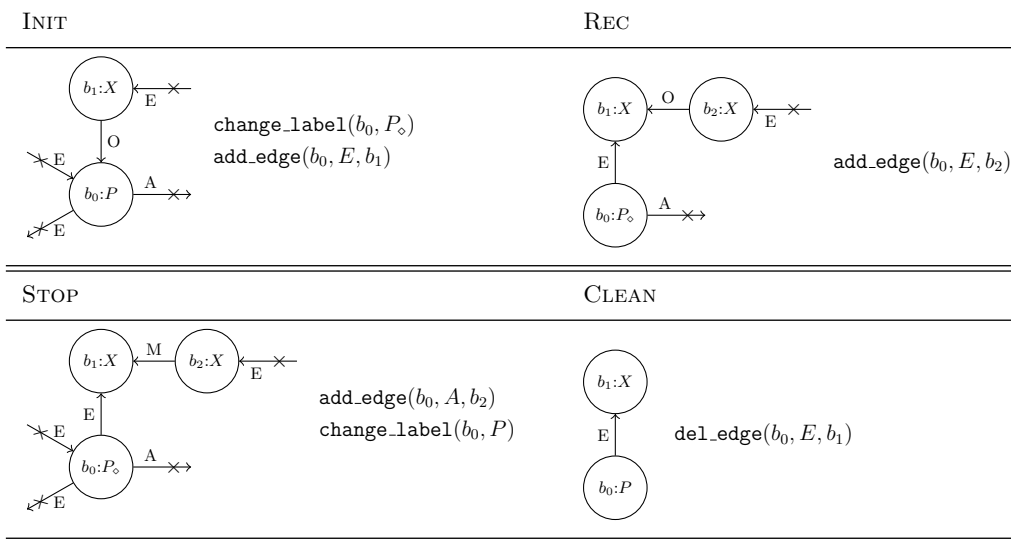 INIT
REC
b₁:X
E
O
E
b₀:P
A
E
change_label(b₀, P⋄)
add_edge(b₀, E, b₁)
b₁:X
O
b₂:X
E
E
b₀:P⋄
A
add_edge(b₀, E, b₂)
STOP
CLEAN
b₁:X
M
b₂:X
E
E
E
b₀:P⋄
A
E
add_edge(b₀, A, b₂)
change_label(b₀, P)
b₁:X
E
b₀:P
del_edge(b₀, E, b₁)